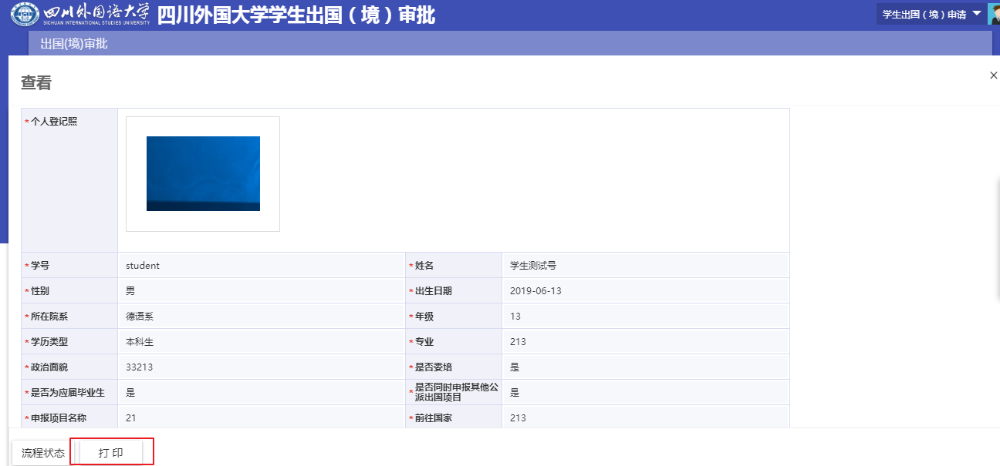 四川外国语大学
SICHUAN INTERNATIONAL STUDIES UNIVERSITY
四川外国大学学生出国（境）审批
学生出国（境）申请
出国(境)审批
查看
×
*个人登记照
*学号 student *姓名 学生测试号
*性别 男 *出生日期 2019-06-13
*所在院系 德语系 *年级 13
*学历类型 本科生 *专业 213
*政治面貌 33213 *是否委培 是
*是否为应届毕业生 是 *是否同时申报其他公
派出国项目 是
*申报项目名称 21 *前往国家 213
流程状态 打 印